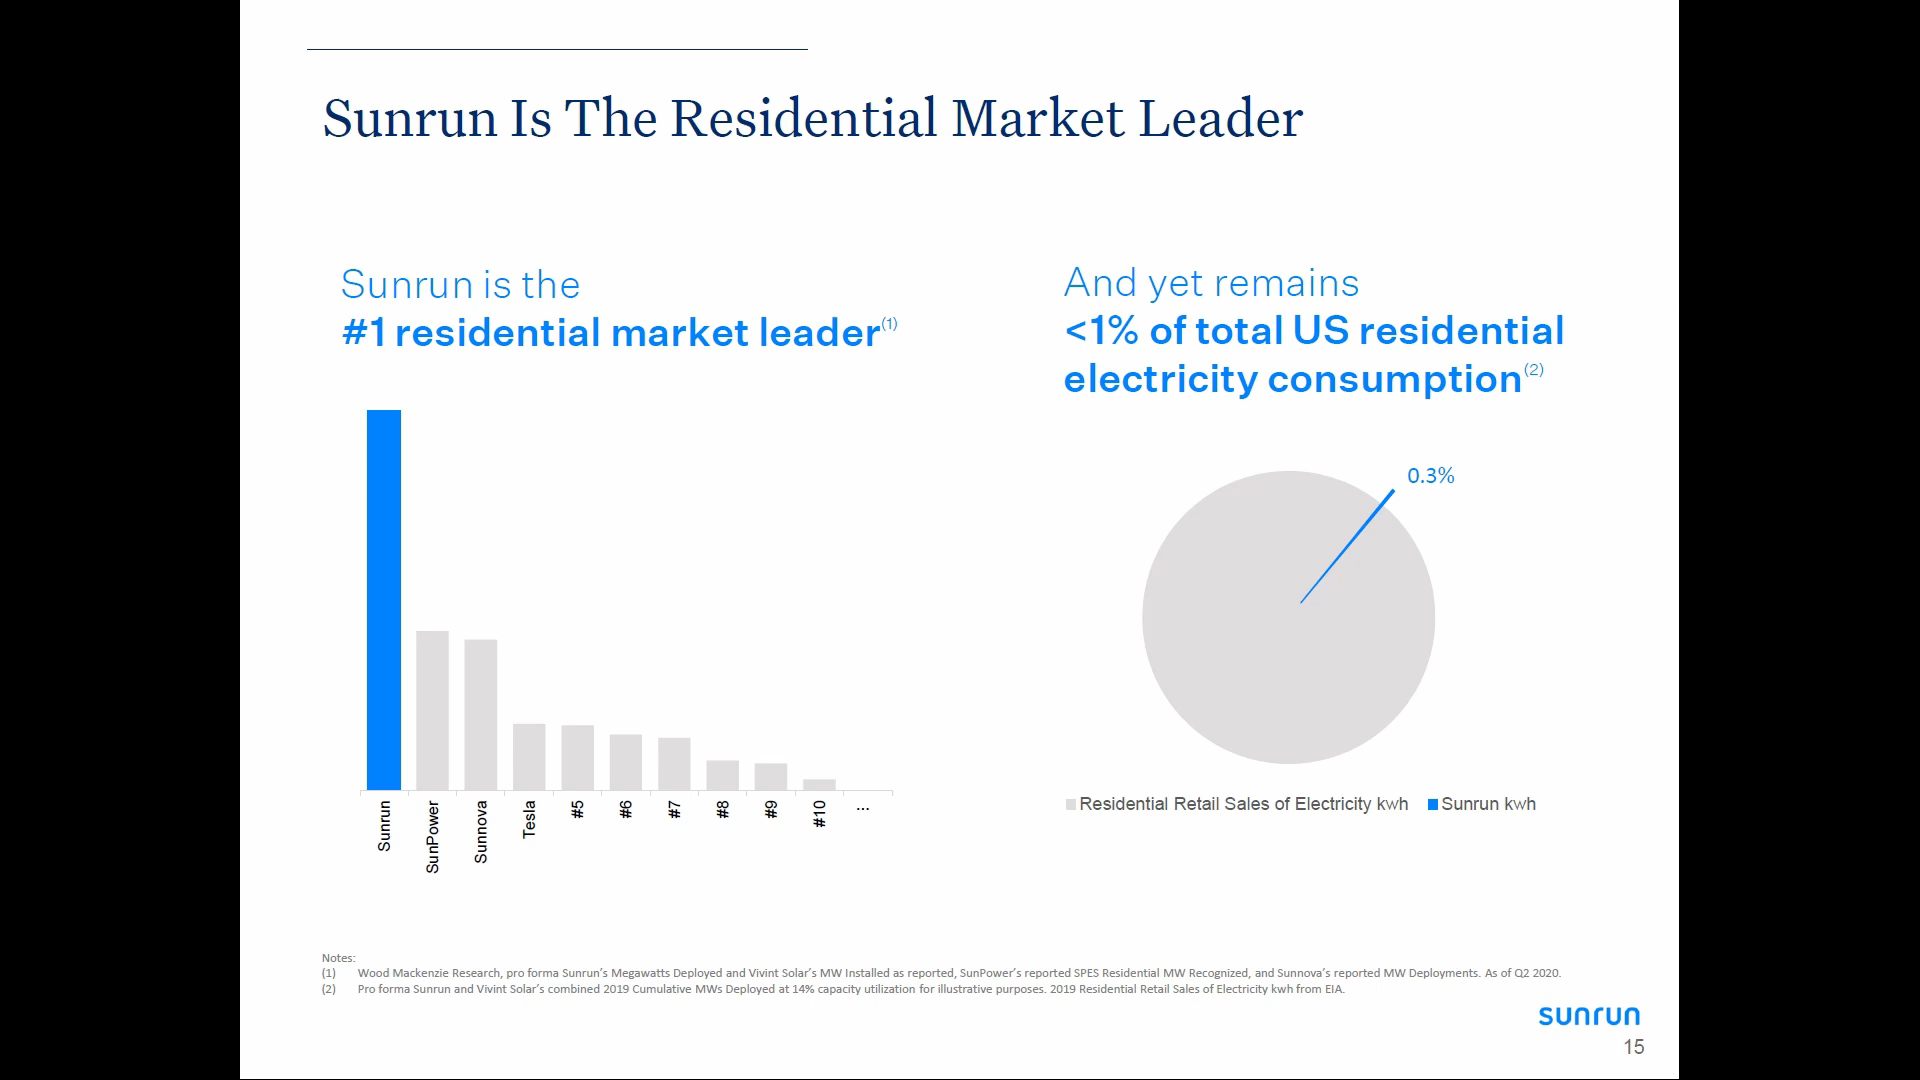 Sunrun Is The Residential Market Leader
Sunrun is the
#1 residential market leader(1)
And yet remains
<1% of total US residential
electricity consumption(2)
0.3%
Sunrun
SunPower
Sunnova
Tesla
#5
#6
#7
#8
#9
#10
...
Residential Retail Sales of Electricity kwh
Sunrun kwh
Notes:
(1) Wood Mackenzie Research, pro forma Sunrun's Megawatts Deployed and Vivint Solar's MW Installed as reported, SunPower's reported SPES Residential MW Recognized, and Sunnova's reported MW Deployments. As of Q2 2020.
(2) Pro forma Sunrun and Vivint Solar's combined 2019 Cumulative MWs Deployed at 14% capacity utilization for illustrative purposes. 2019 Residential Retail Sales of Electricity kwh from EIA.
sunrun
15